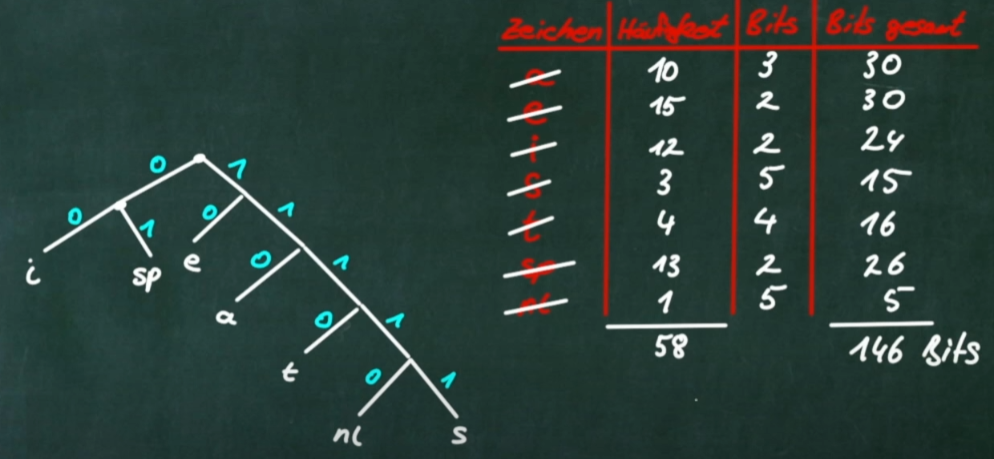 Zeichen Häufigkeit Bits Bits gesamt
a 10 3 30
e 15 2 30
i 12 2 24
s 3 5 15
t 4 4 16
sp 13 2 26
nl 1 5 5
58 146 Bits
0 1
0 1 0 1
i sp e 0 1
a 0 1
t 0 1
nl s